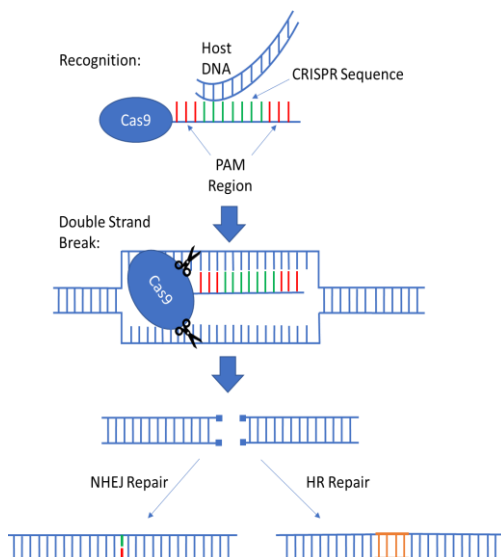 Recognition:
Host
DNA
CRISPR Sequence
Cas9
PAM
Region
Double Strand
Break:
Cas9
NHEJ Repair
HR Repair